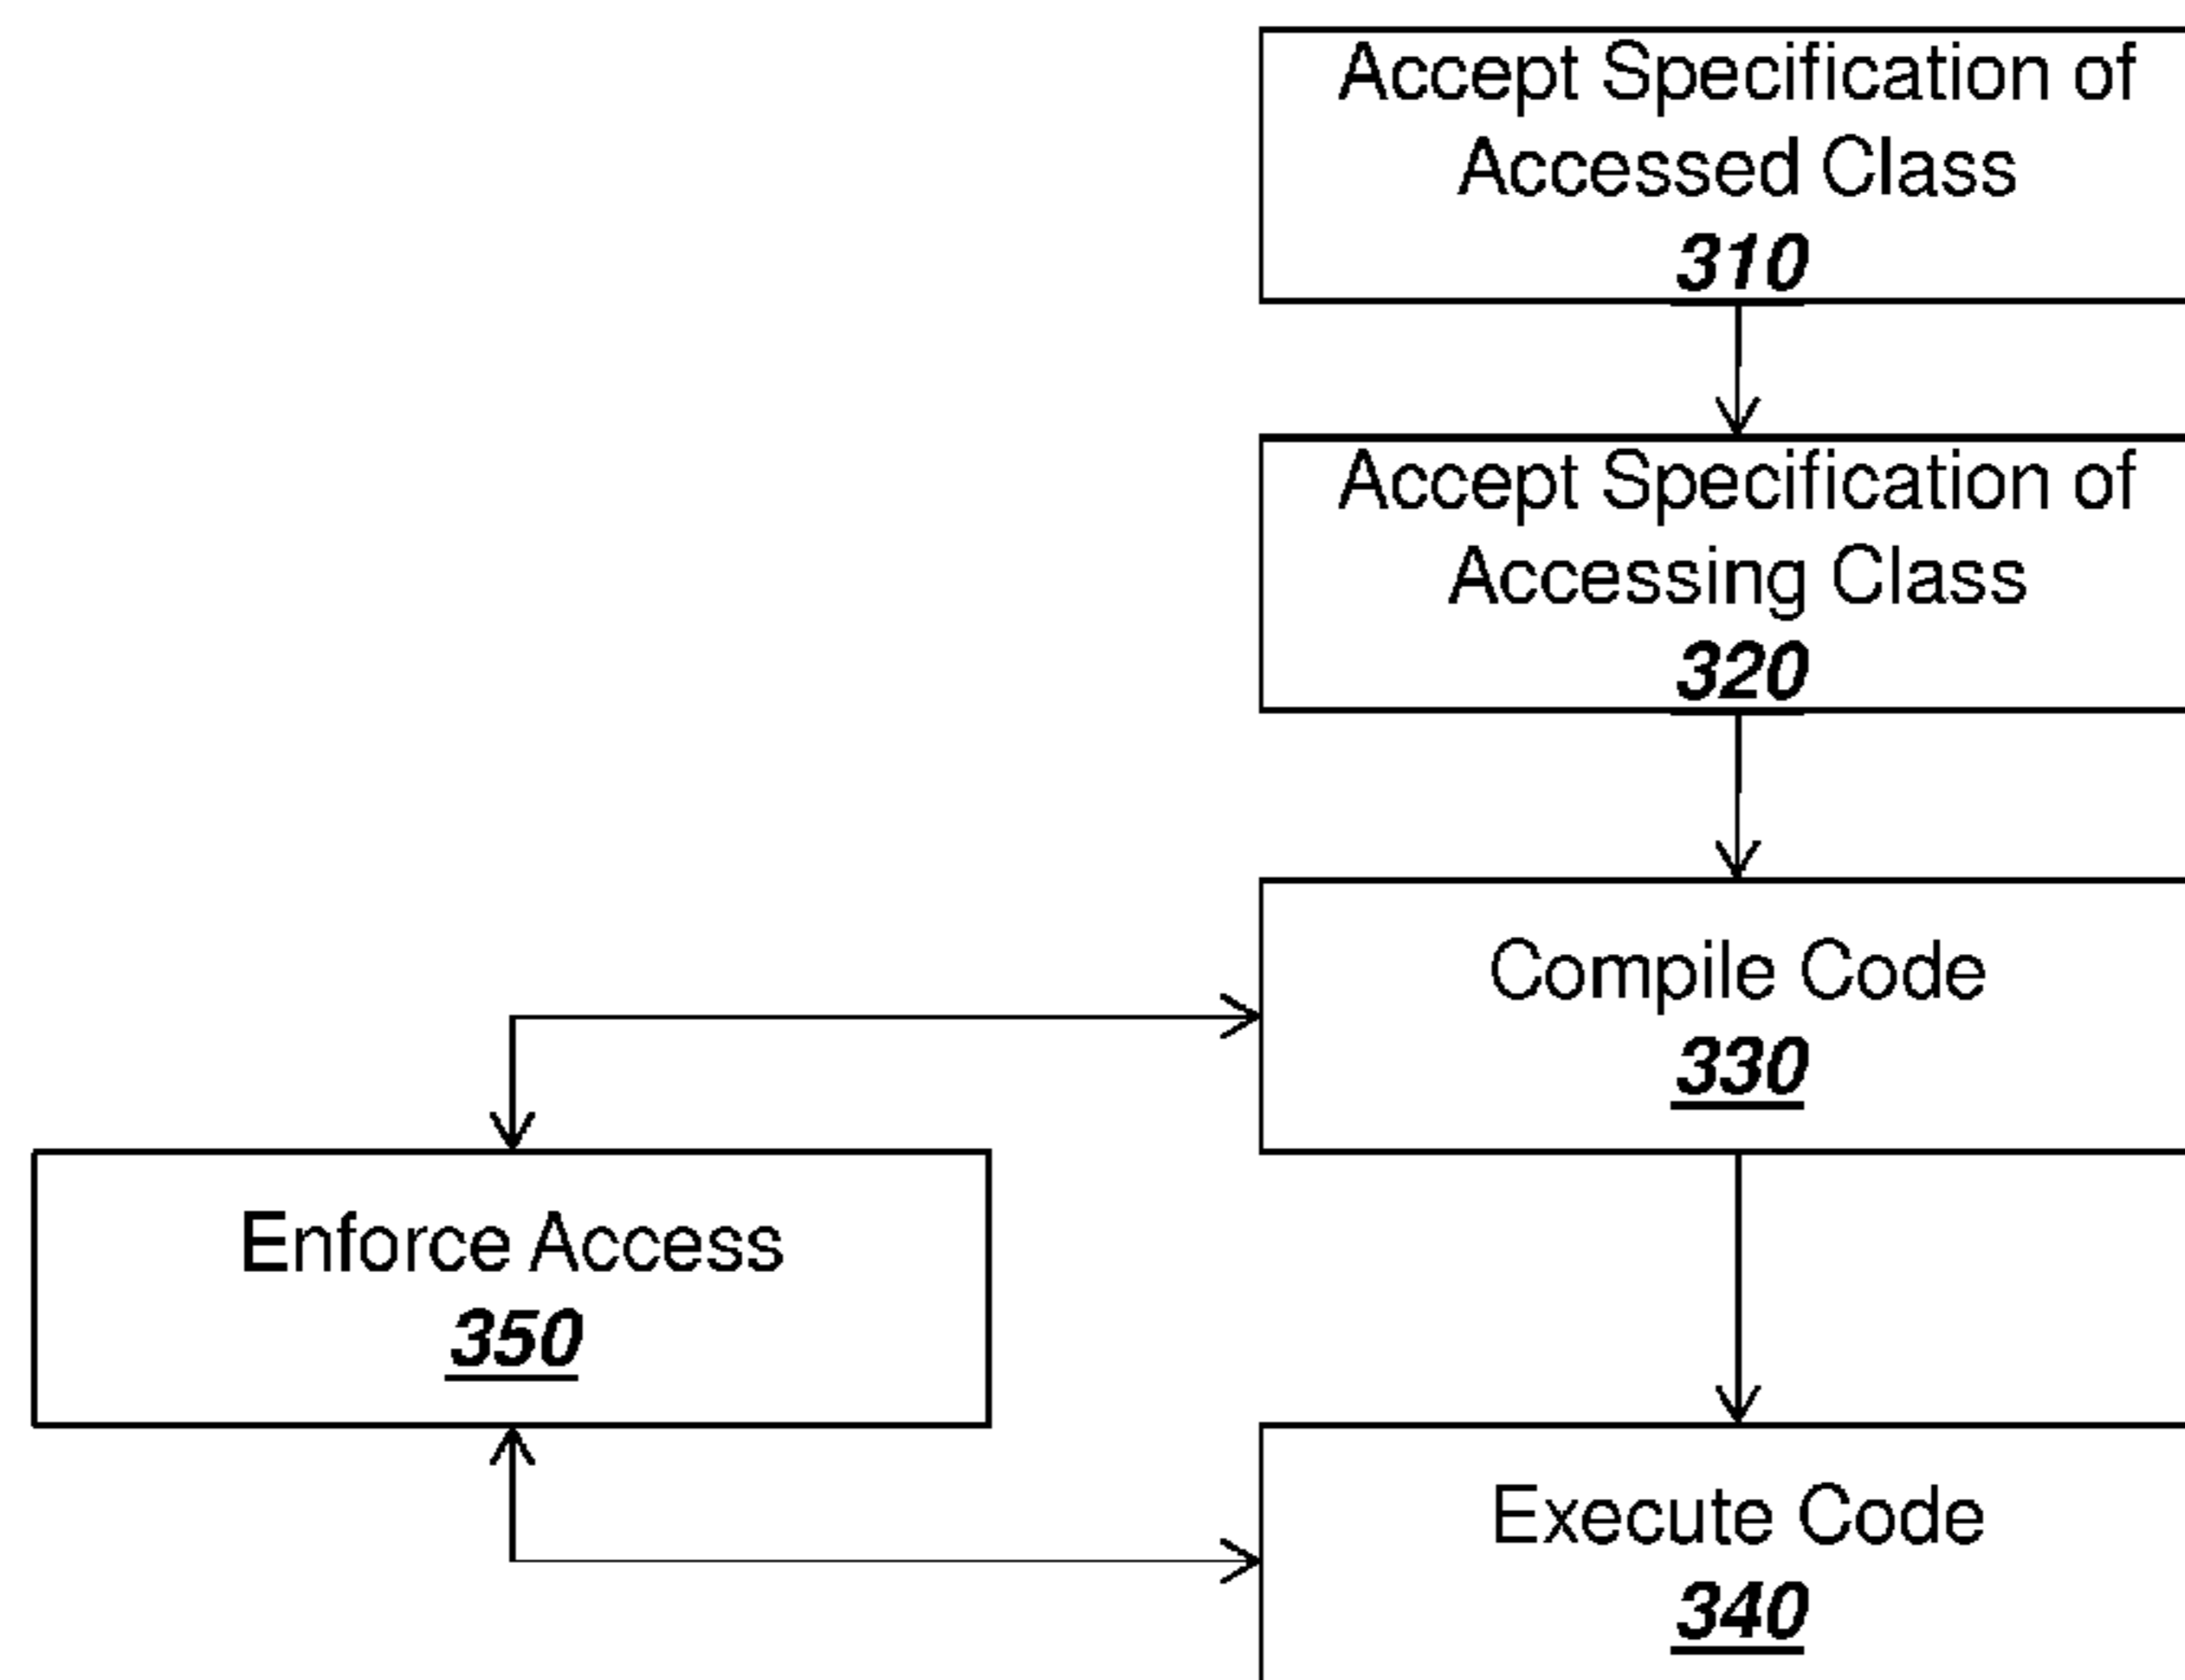 Accept Specification of
Accessed Class
310
Accept Specification of
Accessing Class
320
Compile Code
330
Enforce Access
350
Execute Code
340